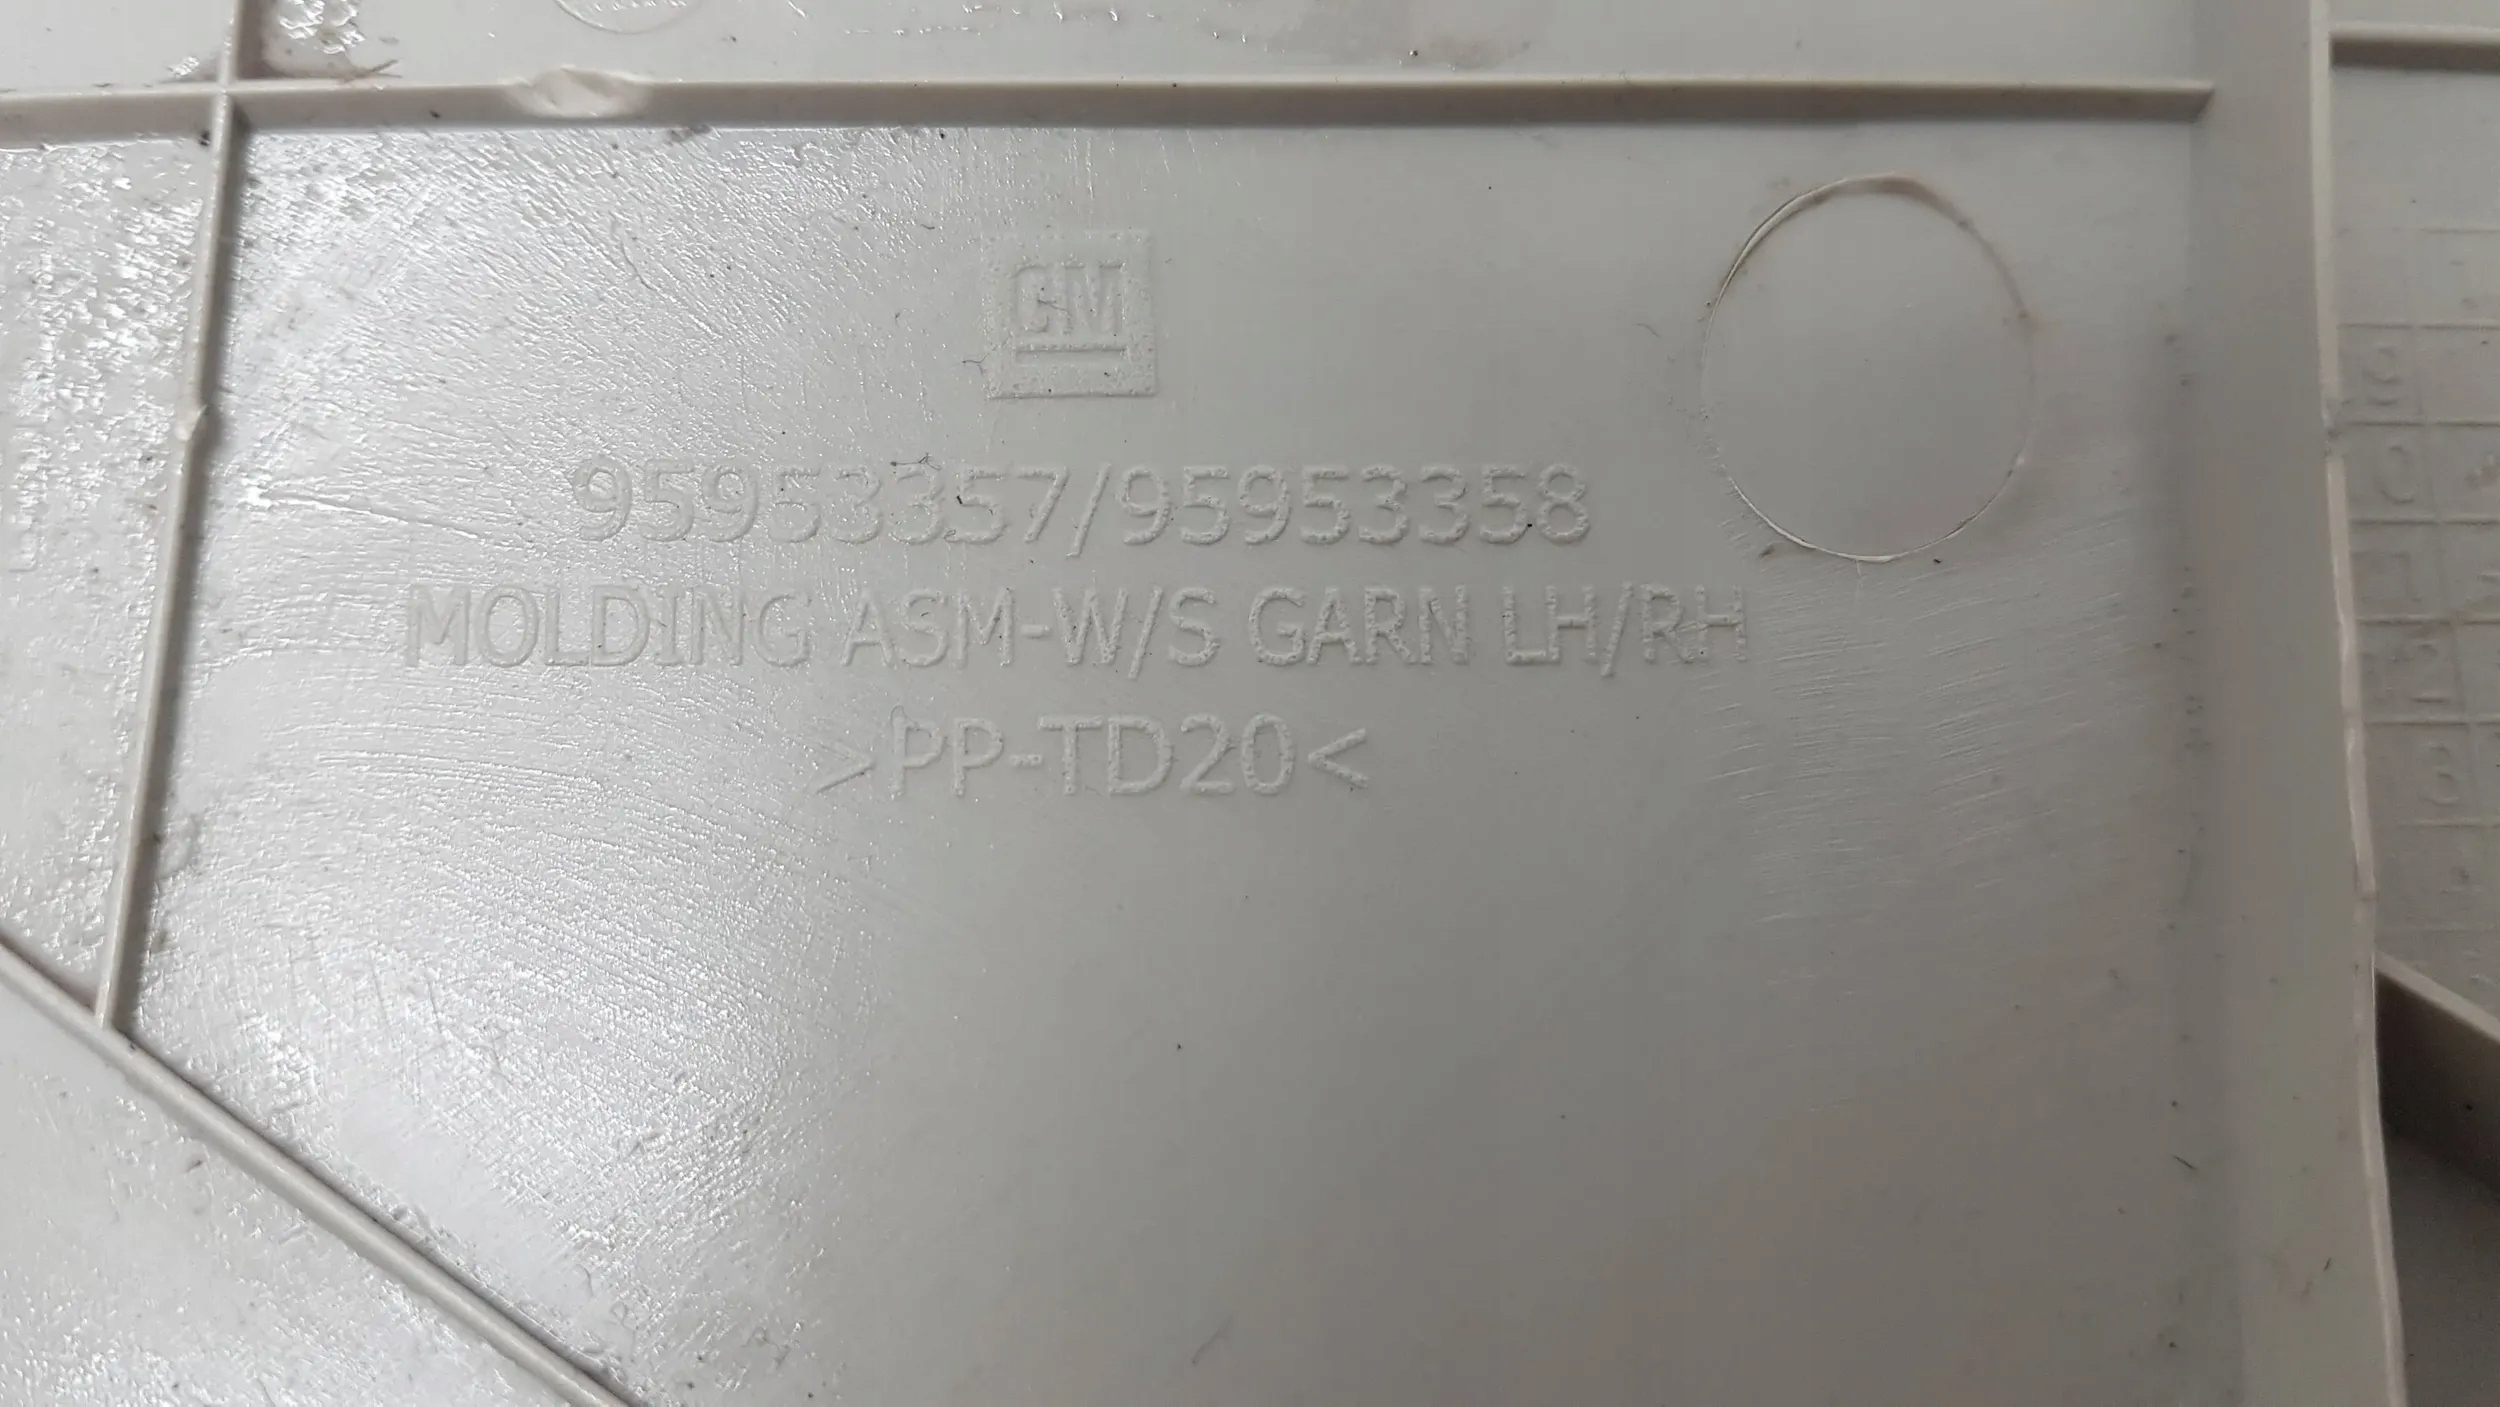 GM
95953357/95953358
MOLDING ASM-W/S GARN LH/RH
>PP-TD20<